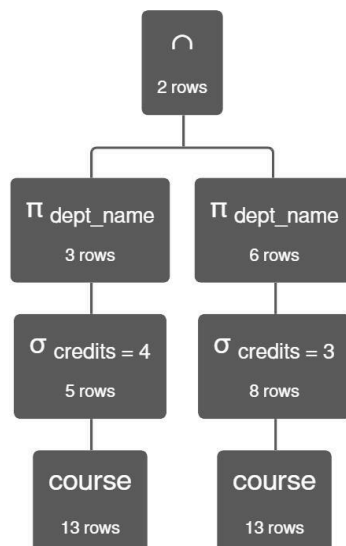 ∩
2 rows
π dept_name π dept_name
3 rows 6 rows
σ credits = 4 σ credits = 3
5 rows 8 rows
course course
13 rows 13 rows